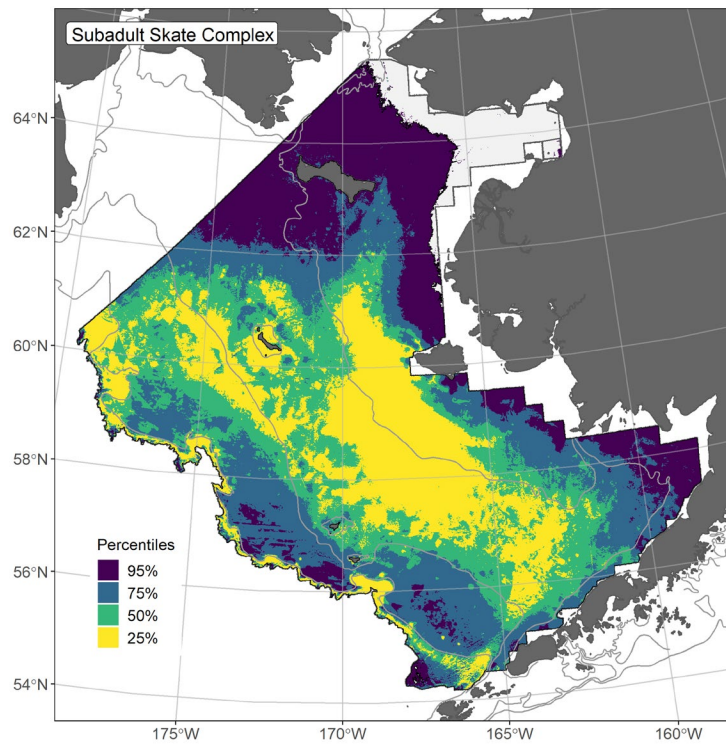 Subadult Skate Complex
64°N
62°N
60°N
58°N
56°N
54°N
Percentiles
95%
75%
50%
25%
175°W
170°W
165°W
160°W